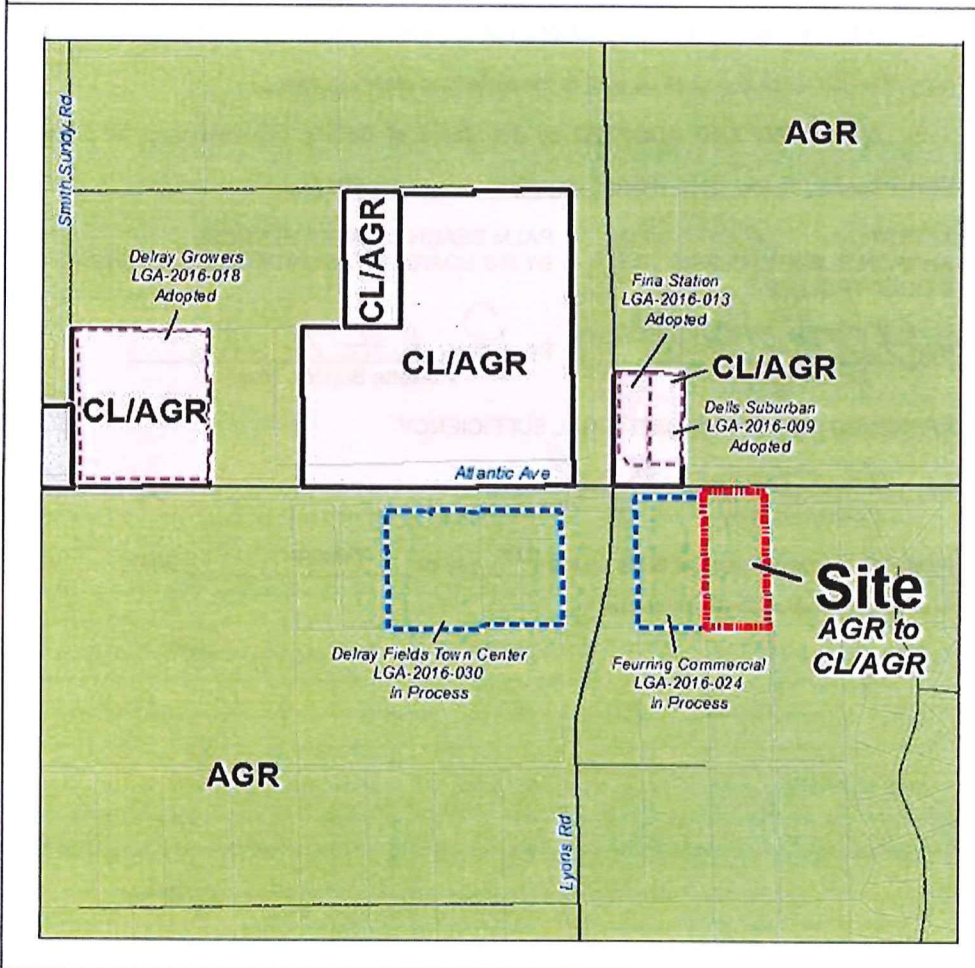 AGR
Smith Sundy Rd
CL/AGR
Delray Growers
LGA-2016-018
Adopted
Fina Station
LGA-2016-013
Adopted
CL/AGR
CL/AGR
CL/AGR
Dells Suburban
LGA-2016-009
Adopted
Atlantic Ave
Site
AGR to
CL/AGR
Delray Fields Town Center
LGA-2016-030
In Process
Feurring Commercial
LGA-2016-024
In Process
AGR
Lyons Rd